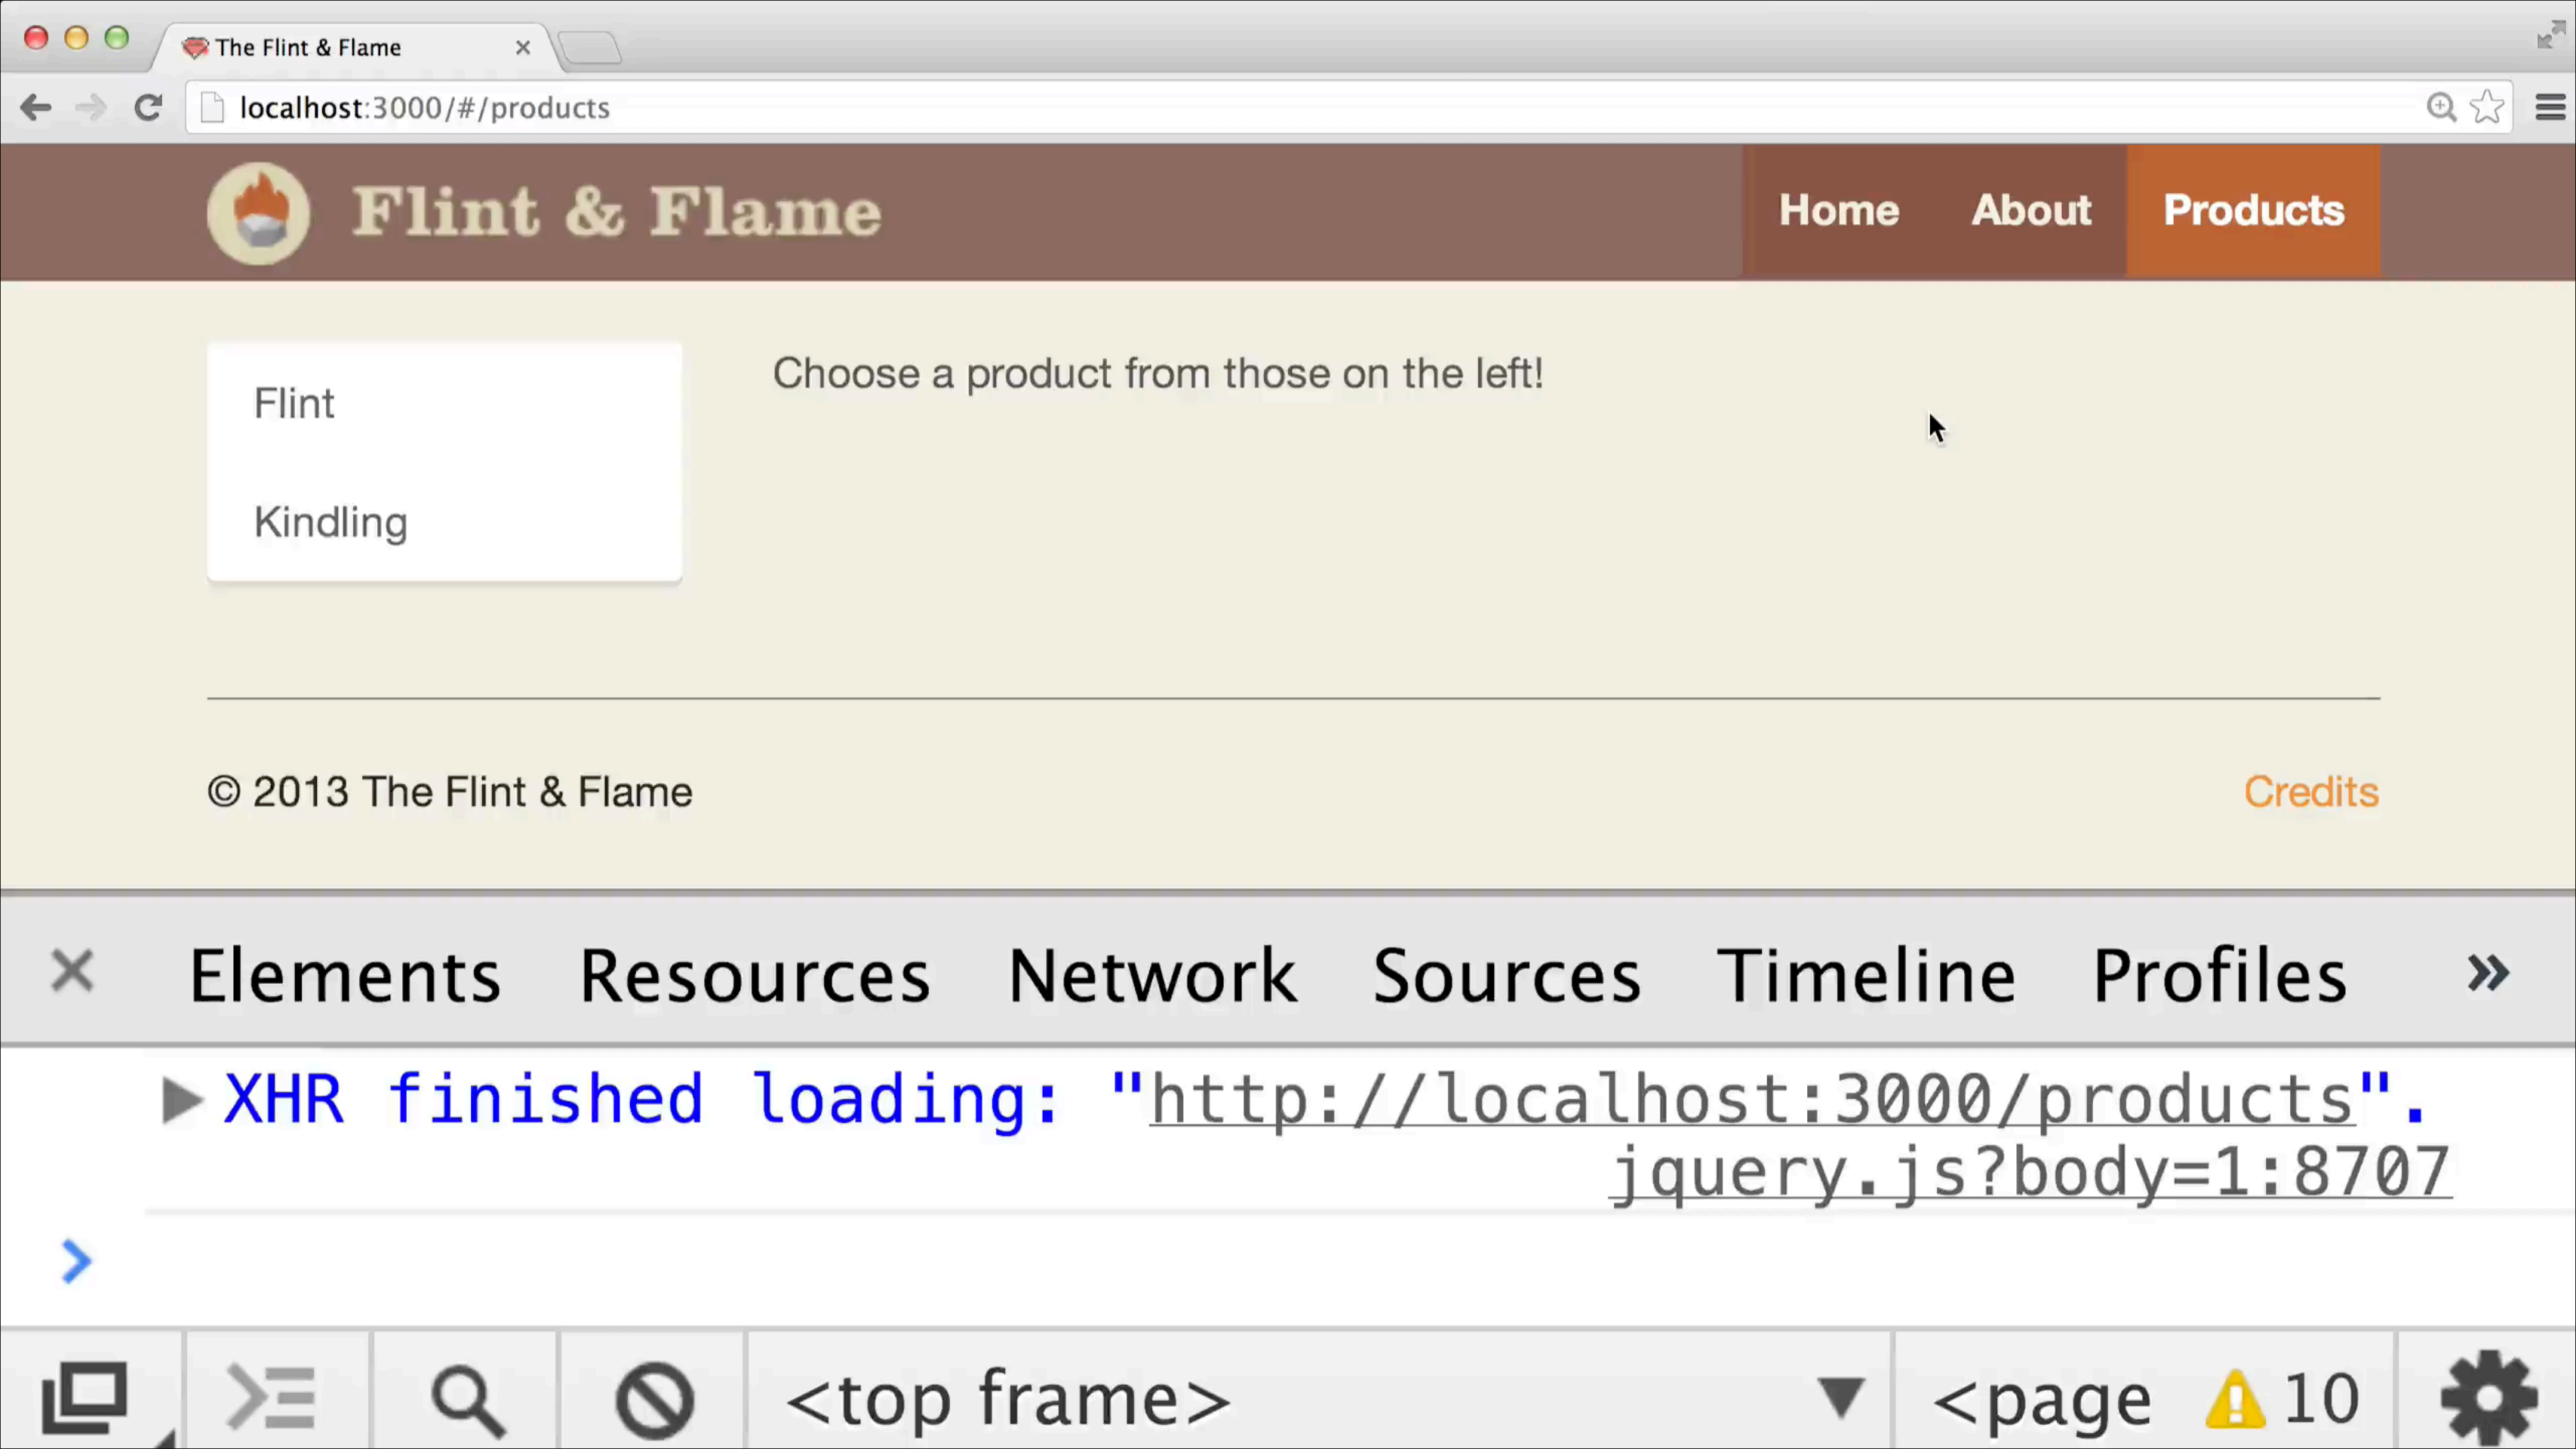 The Flint & Flame
localhost:3000/#/products
Flint & Flame
Home About Products
Flint
Kindling
Choose a product from those on the left!
© 2013 The Flint & Flame
Credits
Elements Resources Network Sources Timeline Profiles »
XHR finished loading: "http://localhost:3000/products".
jquery.js?body=1:8707
<top frame>
<page
10